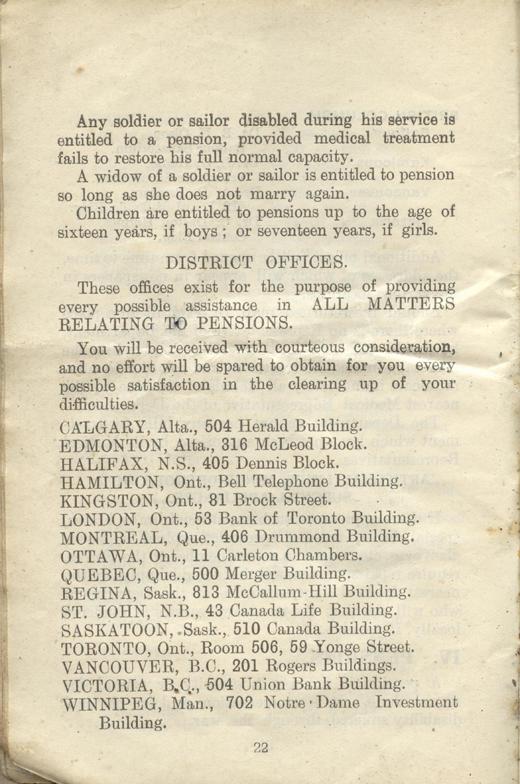 Any soldier or sailor disabled during his service is
entitled to a pension, provided medical treatment
fails to restore his full normal capacity.
A widow of a soldier or sailor is entitled to pension
so long as she does not marry again.
Children are entitled to pensions up to the age of
sixteen years, if boys; or seventeen years, if girls.
DISTRICT OFFICES.
These offices exist for the purpose of providing
every possible assistance in ALL MATTERS
RELATING TO PENSIONS.
You will be received with courteous consideration,
and no effort will be spared to obtain for you every
possible satisfaction in the clearing up of your
difficulties.
CALGARY, Alta., 504 Herald Building.
EDMONTON, Alta., 316 McLeod Block.
HALIFAX, N.S., 405 Dennis Block.
HAMILTON, Ont., Bell Telephone Building.
KINGSTON, Ont., 81 Brock Street.
LONDON, Ont., 53 Bank of Toronto Building.
MONTREAL, Que., 406 Drummond Building.
OTTAWA, Ont., 11 Carleton Chambers.
QUEBEC, Que., 500 Merger Building.
REGINA, Sask., 813 McCallum-Hill Building.
ST. JOHN, N.B., 43 Canada Life Building.
SASKATOON, Sask., 510 Canada Building.
TORONTO, Ont., Room 506, 59 Yonge Street.
VANCOUVER, B.C., 201 Rogers Buildings.
VICTORIA, B.C., 504 Union Bank Building.
WINNIPEG, Man., 702 Notre Dame Investment
Building.
22